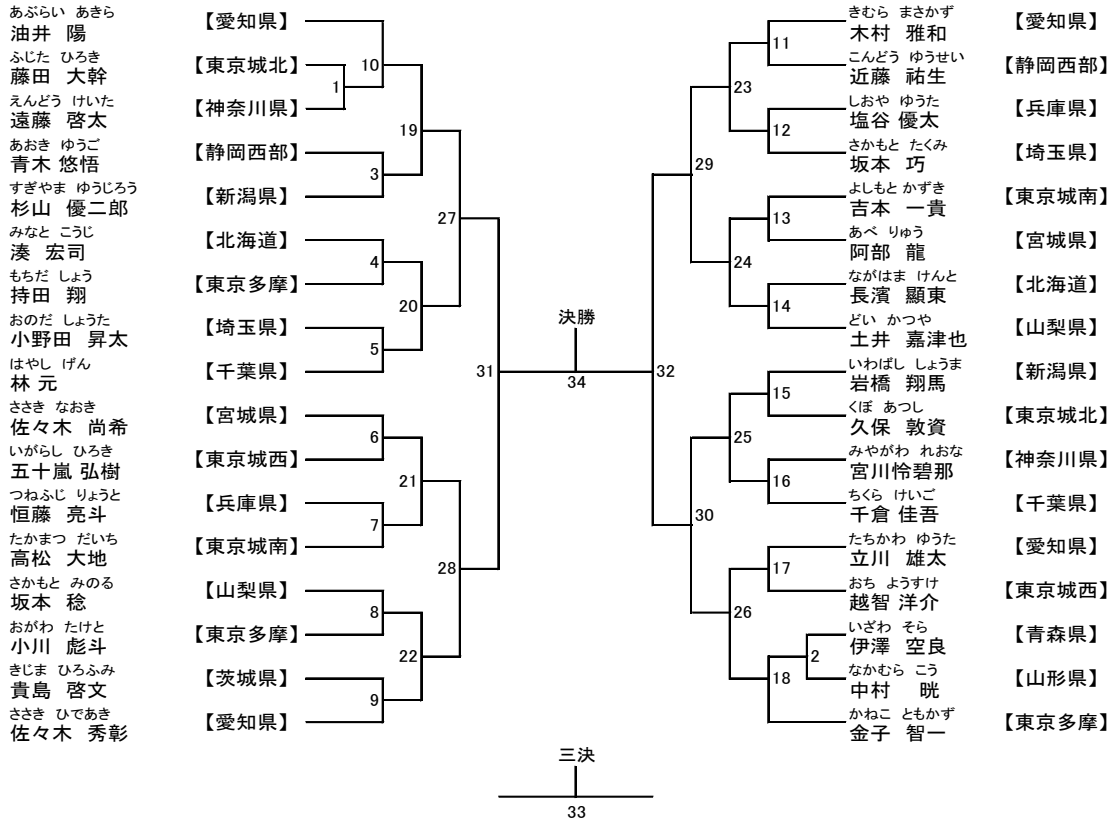 あぶらい あきら
油井 陽 【愛知県】
ふじた ひろき
藤田 大幹 【東京城北】
えんどう けいた
遠藤 啓太 【神奈川県】
あおき ゆうご
青木 悠悟 【静岡西部】
すぎやま ゆうじろう
杉山 優二郎 【新潟県】
みなと こうじ
湊 宏司 【北海道】
もちだ しょう
持田 翔 【東京多摩】
おのだ しょうた
小野田 昇太 【埼玉県】
はやし げん
林 元 【千葉県】
ささき なおき
佐々木 尚希 【宮城県】
いがらし ひろき
五十嵐 弘樹 【東京城西】
つねふじ りょうと
恒藤 亮斗 【兵庫県】
たかまつ だいち
高松 大地 【東京城南】
さかもと みのる
坂本 稔 【山梨県】
おがわ たけと
小川 彪斗 【東京多摩】
きじま ひろふみ
貴島 啓文 【茨城県】
ささき ひであき
佐々木 秀彰 【愛知県】
1
10
3
19
4
5
20
27
6
7
21
8
9
22
28
31
決勝
34
三決
33
32
29
30
23
24
25
26
11
12
13
14
15
16
17
18
2
きむら まさかず
木村 雅和 【愛知県】
こんどう ゆうせい
近藤 祐生 【静岡西部】
しおや ゆうた
塩谷 優太 【兵庫県】
さかもと たくみ
坂本 巧 【埼玉県】
よしもと かずき
吉本 一貴 【東京城南】
あべ りゅう
阿部 龍 【宮城県】
ながはま けんと
長濱 顯東 【北海道】
どい かつや
土井 嘉津也 【山梨県】
いわばし しょうま
岩橋 翔馬 【新潟県】
くぼ あつし
久保 敦資 【東京城北】
みやがわ れおな
宮川怜碧那 【神奈川県】
ちくら けいご
千倉 佳吾 【千葉県】
たちかわ ゆうた
立川 雄太 【愛知県】
おち ようすけ
越智 洋介 【東京城西】
いざわ そら
伊澤 空良 【青森県】
なかむら こう
中村 晄 【山形県】
かねこ ともかず
金子 智一 【東京多摩】